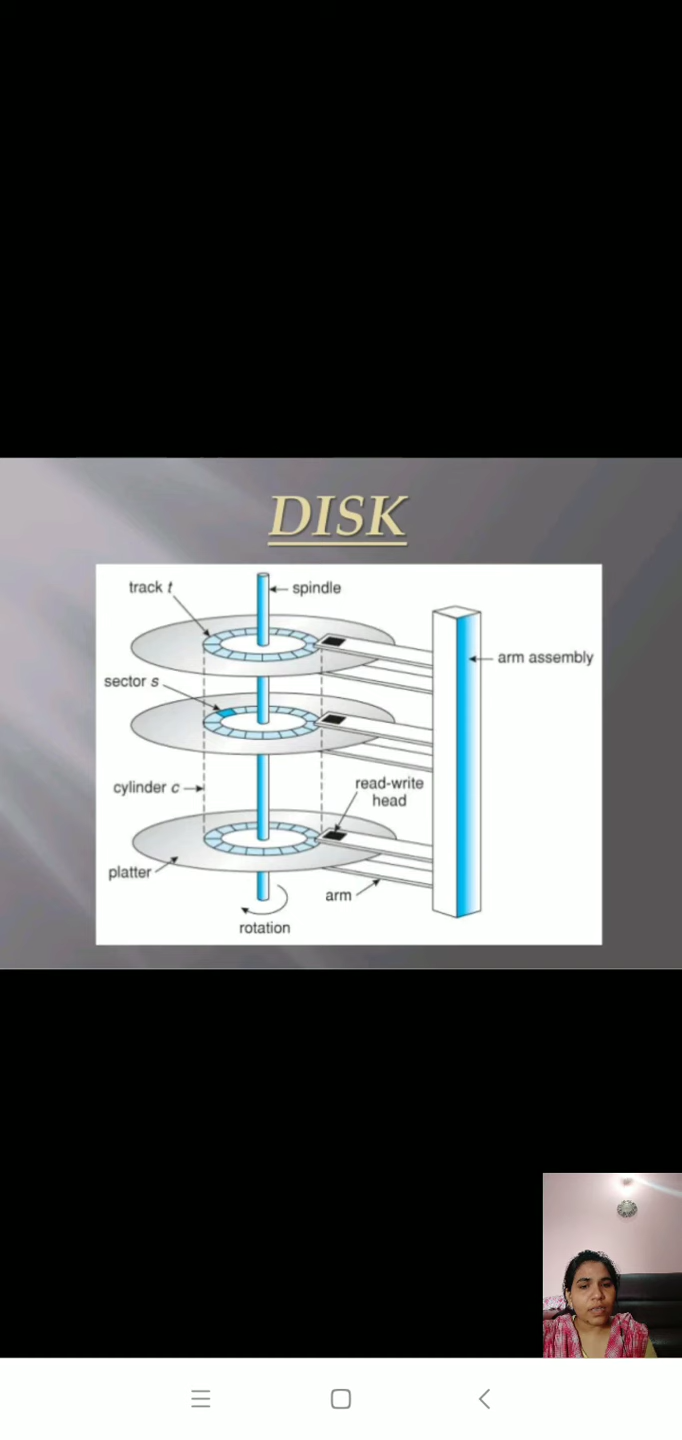 DISK
track t
spindle
arm assembly
sector s
cylinder c
read-write
head
platter
arm
rotation